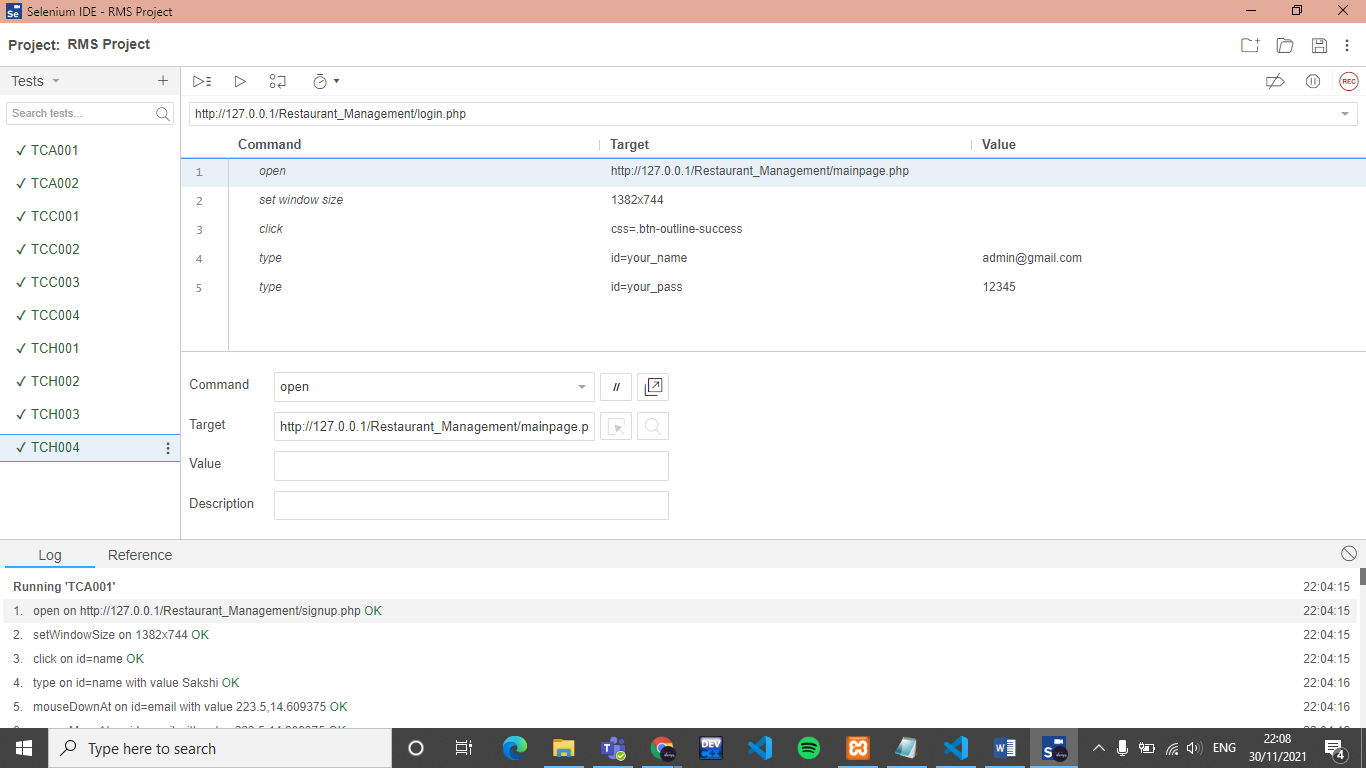 Se Selenium IDE - RMS Project
Project: RMS Project
Tests
Search tests...
✓ TCA001
✓ TCA002
✓ TCC001
✓ TCC002
✓ TCC003
✓ TCC004
✓ TCH001
✓ TCH002
✓ TCH003
✓ TCH004
REC
http://127.0.0.1/Restaurant_Management/login.php
Command Target Value
1 open http://127.0.0.1/Restaurant_Management/mainpage.php
2 set window size 1382x744
3 click css=.btn-outline-success
4 type id=your_name admin@gmail.com
5 type id=your_pass 12345
Command open //
Target http://127.0.0.1/Restaurant_Management/mainpage.p
Value
Description
Log Reference
Running 'TCA001' 22:04:15
1. open on http://127.0.0.1/Restaurant_Management/signup.php OK 22:04:15
2. setWindowSize on 1382x744 OK 22:04:15
3. click on id=name OK 22:04:15
4. type on id=name with value Sakshi OK 22:04:16
5. mouseDownAt on id=email with value 223.5,14.609375 OK 22:04:16
Type here to search
DEV
ENG
22:08
30/11/2021
4